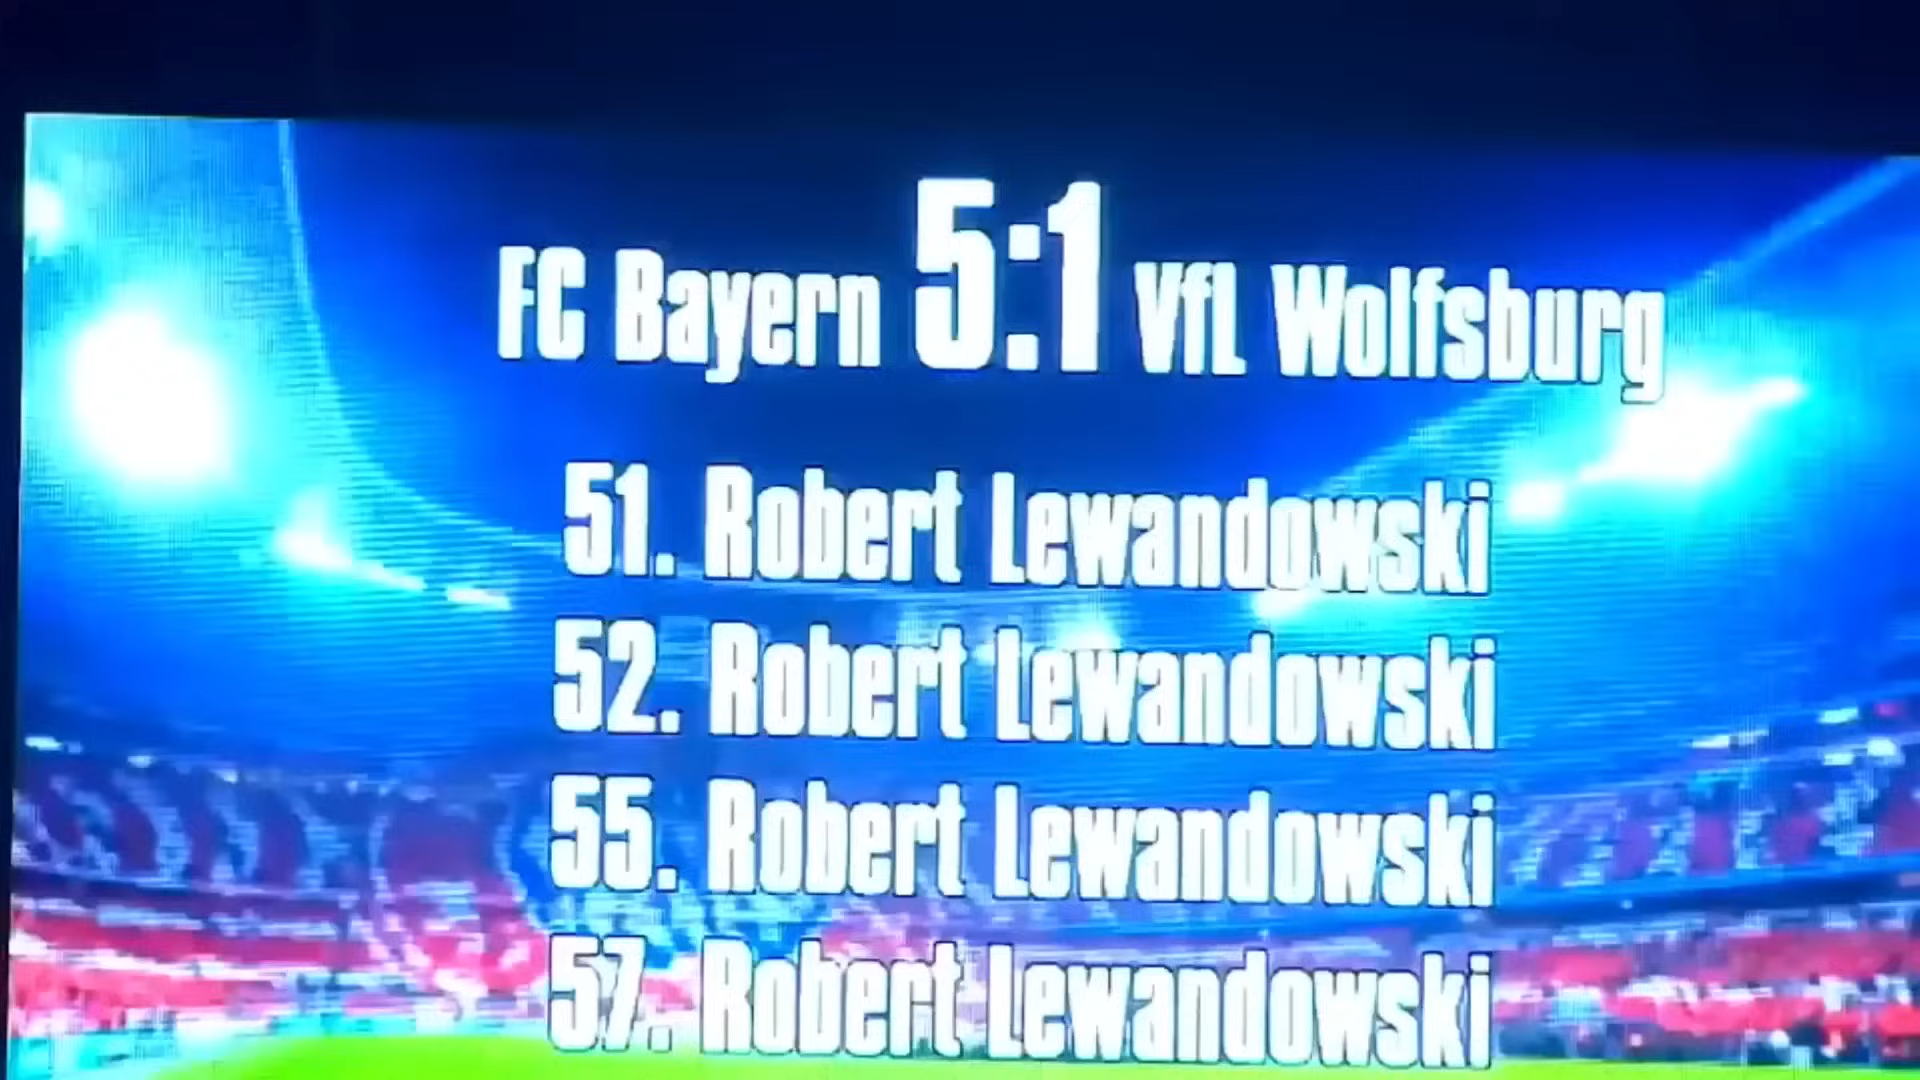 FC Bayern 5:1 VfL Wolfsburg
51. Robert Lewandowski
52. Robert Lewandowski
55. Robert Lewandowski
57. Robert Lewandowski